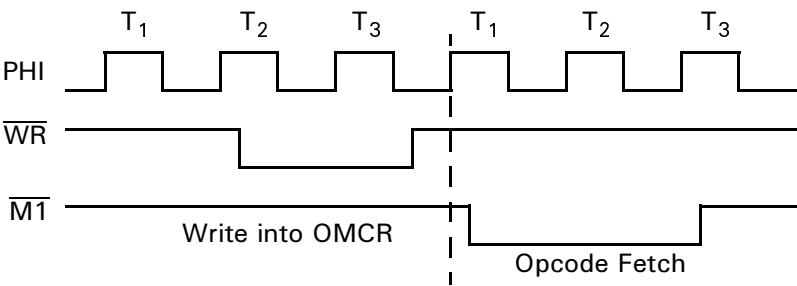 T1 T2 T3 T1 T2 T3
PHI
WR
M1
Write into OMCR
Opcode Fetch